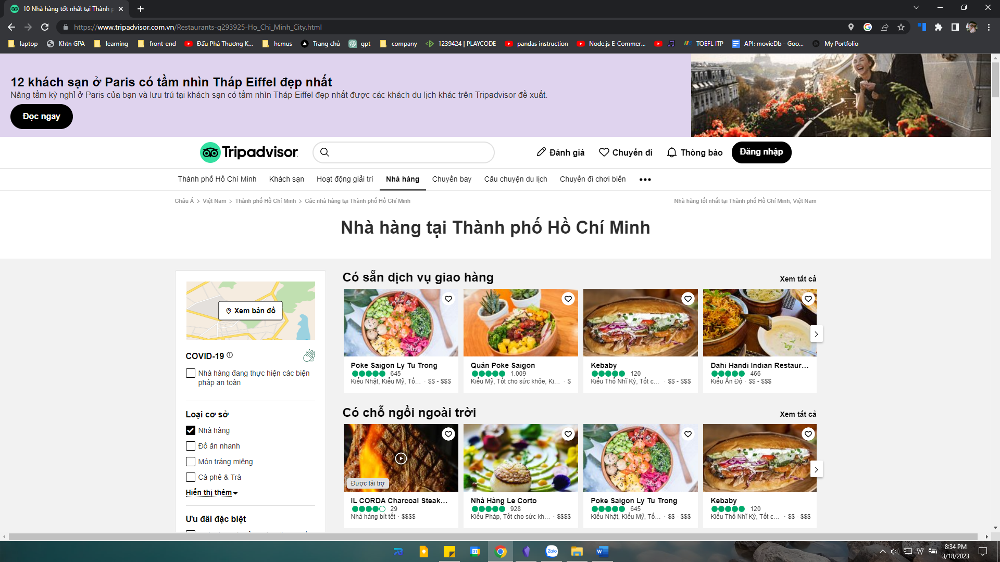 10 Nhà hàng tốt nhất tại Thành p
https://www.tripadvisor.com.vn/Restaurants-g293925-Ho_Chi_Minh_City.html
laptop Khtn GPA learning front-end Đấu Phá Thương K... hcmus Trang chủ gpt company 1239424 | PLAYCODE pandas instruction Node.js E-Commer... TOEFL ITP API: movieDb - Goo... My Portfolio
12 khách sạn ở Paris có tầm nhìn Tháp Eiffel đẹp nhất
Nâng tầm kỳ nghỉ ở Paris của bạn và lưu trú tại khách sạn có tầm nhìn Tháp Eiffel đẹp nhất được các khách du lịch khác trên Tripadvisor đề xuất.
Đọc ngay
Tripadvisor Đánh giá Chuyến đi Thông báo Đăng nhập
Thành phố Hồ Chí Minh Khách sạn Hoạt động giải trí Nhà hàng Chuyến bay Câu chuyện du lịch Chuyến đi chơi biển •••
Châu Á > Việt Nam > Thành phố Hồ Chí Minh > Các nhà hàng tại Thành phố Hồ Chí Minh
Nhà hàng tốt nhất tại Thành phố Hồ Chí Minh, Việt Nam
Nhà hàng tại Thành phố Hồ Chí Minh
Xem bản đồ
COVID-19
Nhà hàng đang thực hiện các biện
pháp an toàn
Loại cơ sở
Nhà hàng
Đồ ăn nhanh
Món tráng miệng
Cà phê & Trà
Hiển thị thêm
Ưu đãi đặc biệt
Có sẵn dịch vụ giao hàng
Xem tất cả
Poke Saigon Ly Tu Trong
645
Kiểu Nhật, Kiểu Mỹ, Tố... · $$ - $$$
Quán Poke Saigon
1.009
Kiểu Mỹ, Tốt cho sức khỏe, Ki... · $
Kebaby
120
Kiểu Thổ Nhĩ Kỳ, Tốt c... · $$ - $$$
Dahi Handi Indian Restaur...
466
Kiểu Ấn Độ · $$ - $$$
Có chỗ ngồi ngoài trời
Xem tất cả
Được tài trợ
IL CORDA Charcoal Steak...
29
Nhà hàng bít tết · $$$$
Nhà Hàng Le Corto
928
Kiểu Pháp, Tốt cho sức kh... · $$$$
Poke Saigon Ly Tu Trong
645
Kiểu Nhật, Kiểu Mỹ, Tố... · $$ - $$$
Kebaby
120
Kiểu Thổ Nhĩ Kỳ, Tốt c... · $$ - $$$
31
Zalo
8:34 PM
3/18/2023